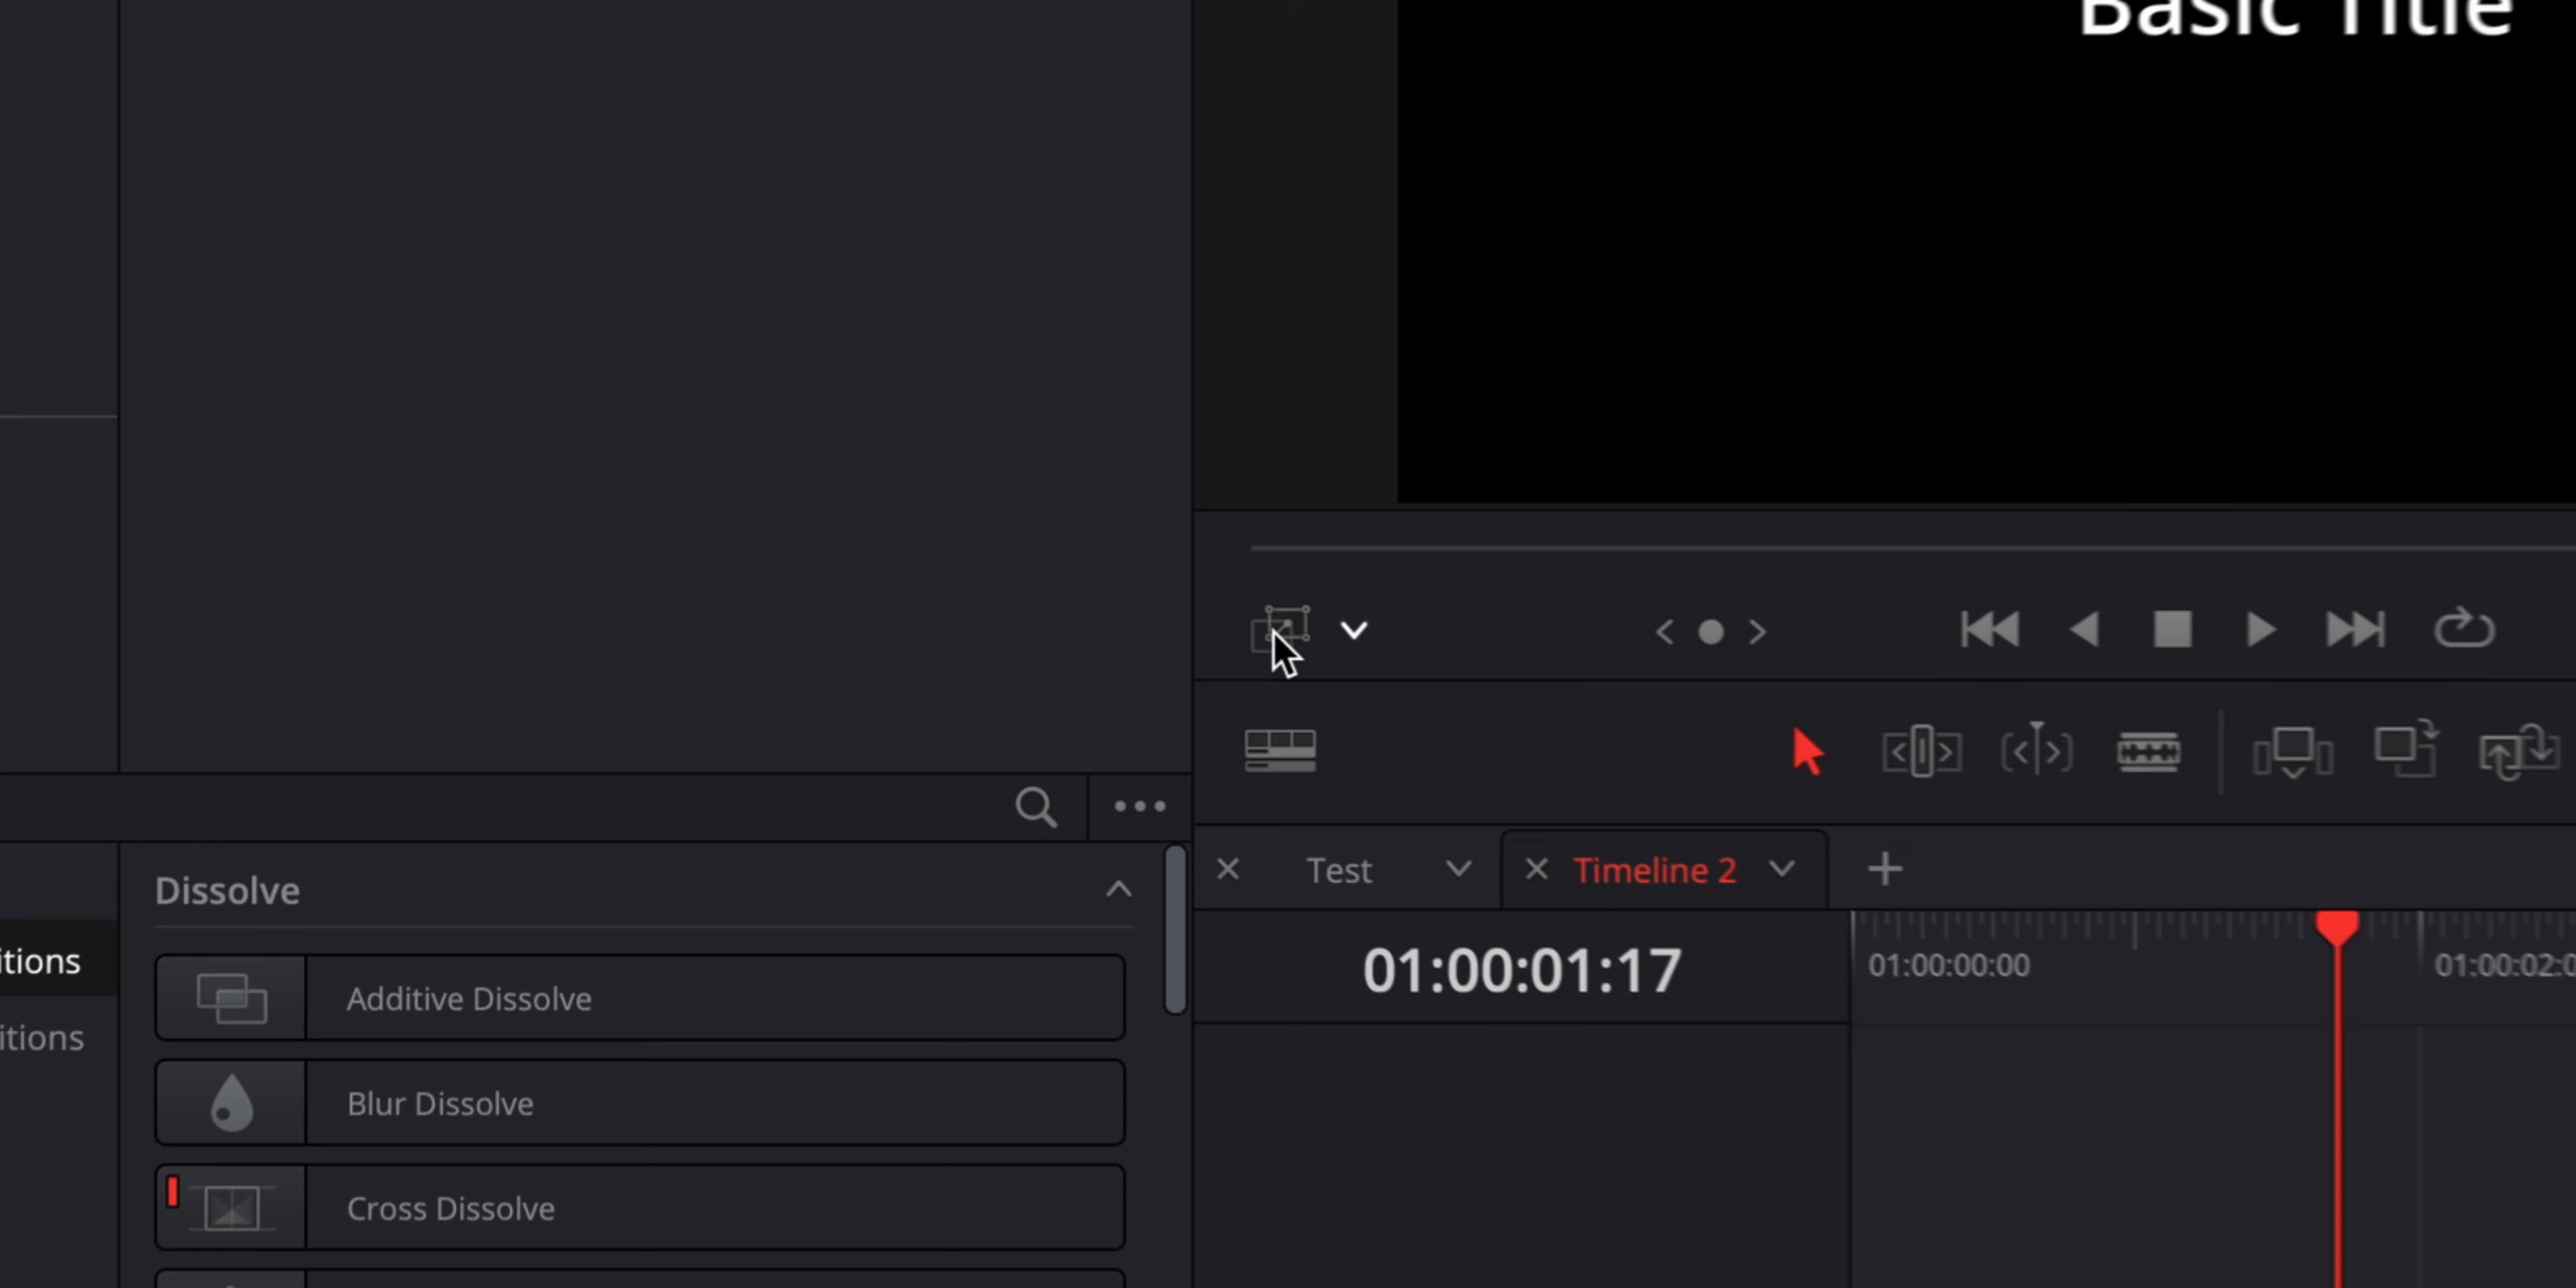 Basic Title
Test
Timeline 2
Dissolve
01:00:01:17
01:00:00:00
01:00:02:0
itions
Additive Dissolve
itions
Blur Dissolve
Cross Dissolve